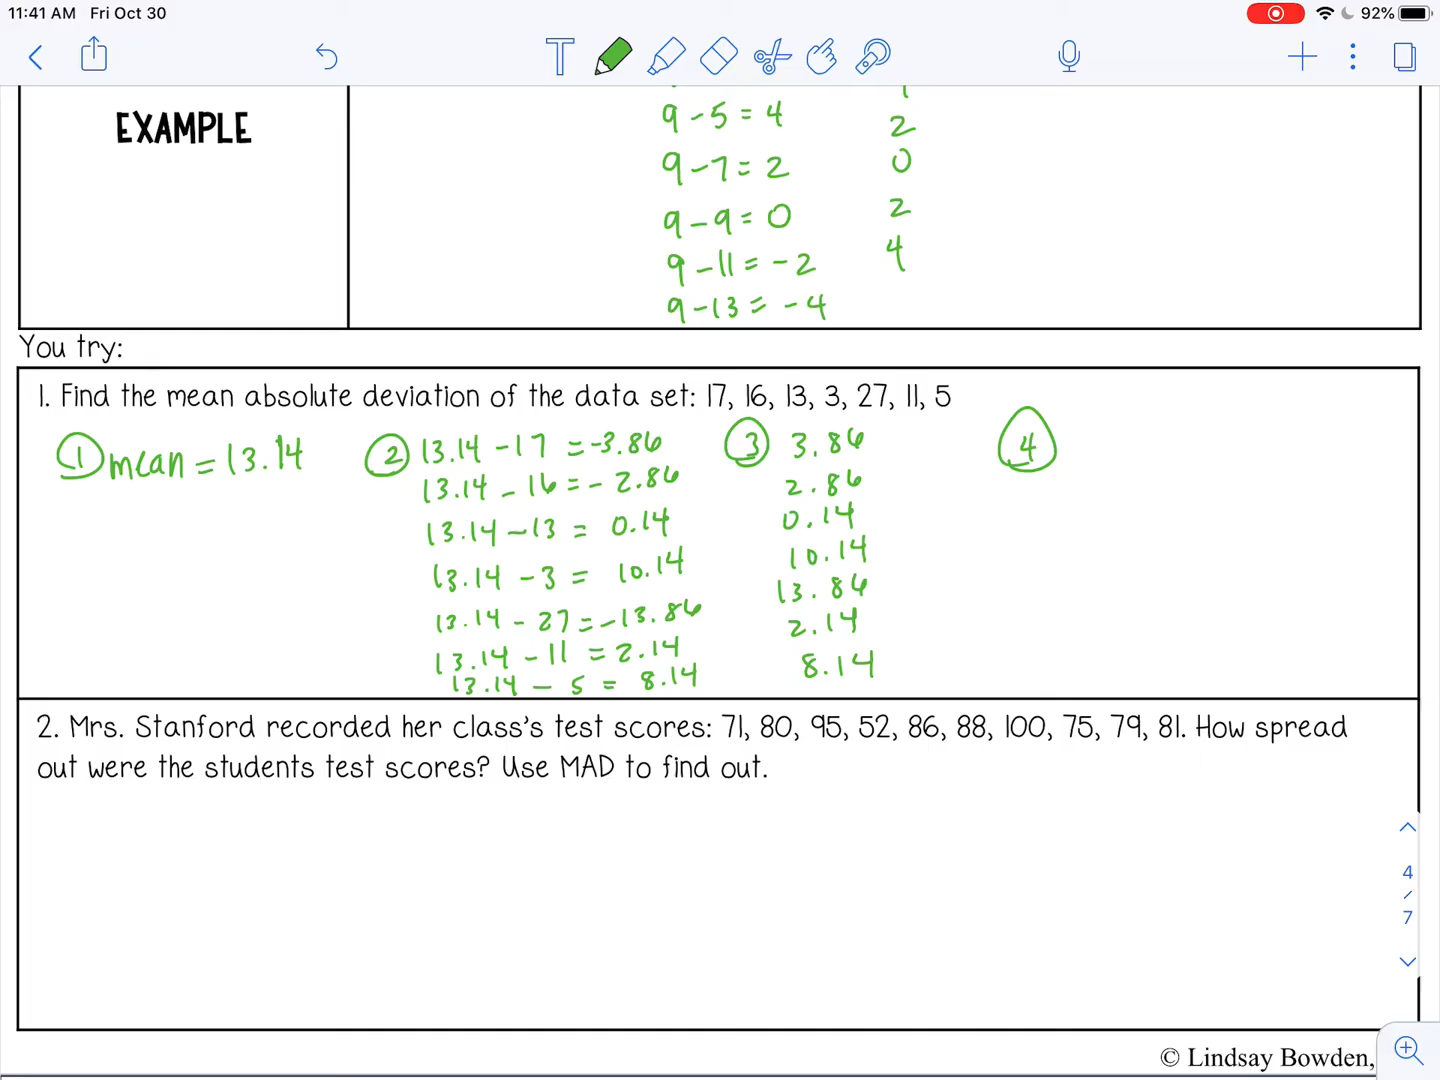 11:41 AM Fri Oct 30
92%
T
EXAMPLE
9 - 5 = 4
2
9 - 7 = 2
0
9 - 9 = 0
2
9 - 11 = -2
4
9 - 13 = -4
You try:
1. Find the mean absolute deviation of the data set: 17, 16, 13, 3, 27, 11, 5
① mean = 13.14
② 13.14 - 17 = -3.86
13.14 - 16 = - 2.86
13.14 - 13 = 0.14
13.14 - 3 = 10.14
13.14 - 27 = -13.86
13.14 - 11 = 2.14
13.14 - 5 = 8.14
③ 3.86
2.86
0.14
10.14
13.86
2.14
8.14
④
2. Mrs. Stanford recorded her class's test scores: 71, 80, 95, 52, 86, 88, 100, 75, 79, 81. How spread
out were the students test scores? Use MAD to find out.
4
/
7
© Lindsay Bowden,